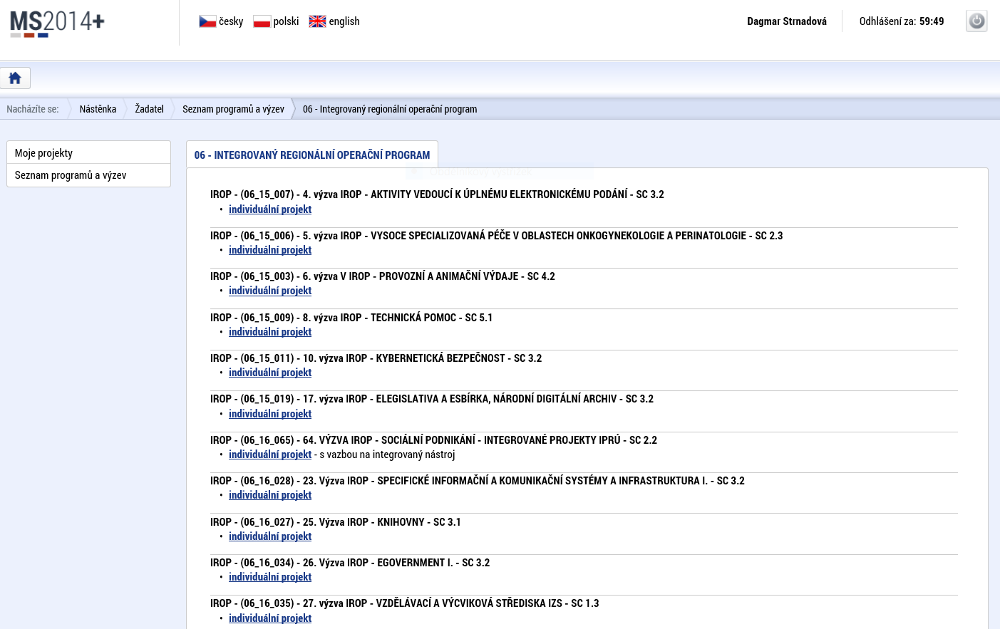 MS2014+
česky polski english
Dagmar Strnadová
Odhlášení za: 59:49
Nacházíte se: Nástěnka Žadatel Seznam programů a výzev 06 - Integrovaný regionální operační program
Moje projekty
Seznam programů a výzev
06 - INTEGROVANÝ REGIONÁLNÍ OPERAČNÍ PROGRAM
Obdélníkový výstřižek
IROP - (06_15_007) - 4. výzva IROP - AKTIVITY VEDOUCÍ K ÚPLNÉMU ELEKTRONICKÉMU PODÁNÍ - SC 3.2
• individuální projekt
IROP - (06_15_006) - 5. výzva IROP - VYSOCE SPECIALIZOVANÁ PÉČE V OBLASTECH ONKOGYNEKOLOGIE A PERINATOLOGIE - SC 2.3
• individuální projekt
IROP - (06_15_003) - 6. výzva V IROP - PROVOZNÍ A ANIMAČNÍ VÝDAJE - SC 4.2
• individuální projekt
IROP - (06_15_009) - 8. výzva IROP - TECHNICKÁ POMOC - SC 5.1
• individuální projekt
IROP - (06_15_011) - 10. výzva IROP - KYBERNETICKÁ BEZPEČNOST - SC 3.2
• individuální projekt
IROP - (06_15_019) - 17. výzva IROP - ELEGISLATIVA A ESBÍRKA, NÁRODNÍ DIGITÁLNÍ ARCHIV - SC 3.2
• individuální projekt
IROP - (06_16_065) - 64. VÝZVA IROP - SOCIÁLNÍ PODNIKÁNÍ - INTEGROVANÉ PROJEKTY IPRÚ - SC 2.2
• individuální projekt - s vazbou na integrovaný nástroj
IROP - (06_16_028) - 23. Výzva IROP - SPECIFICKÉ INFORMAČNÍ A KOMUNIKAČNÍ SYSTÉMY A INFRASTRUKTURA I. - SC 3.2
• individuální projekt
IROP - (06_16_027) - 25. Výzva IROP - KNIHOVNY - SC 3.1
• individuální projekt
IROP - (06_16_034) - 26. Výzva IROP - EGOVERNMENT I. - SC 3.2
• individuální projekt
IROP - (06_16_035) - 27. výzva IROP - VZDĚLÁVACÍ A VÝCVIKOVÁ STŘEDISKA IZS - SC 1.3
• individuální projekt